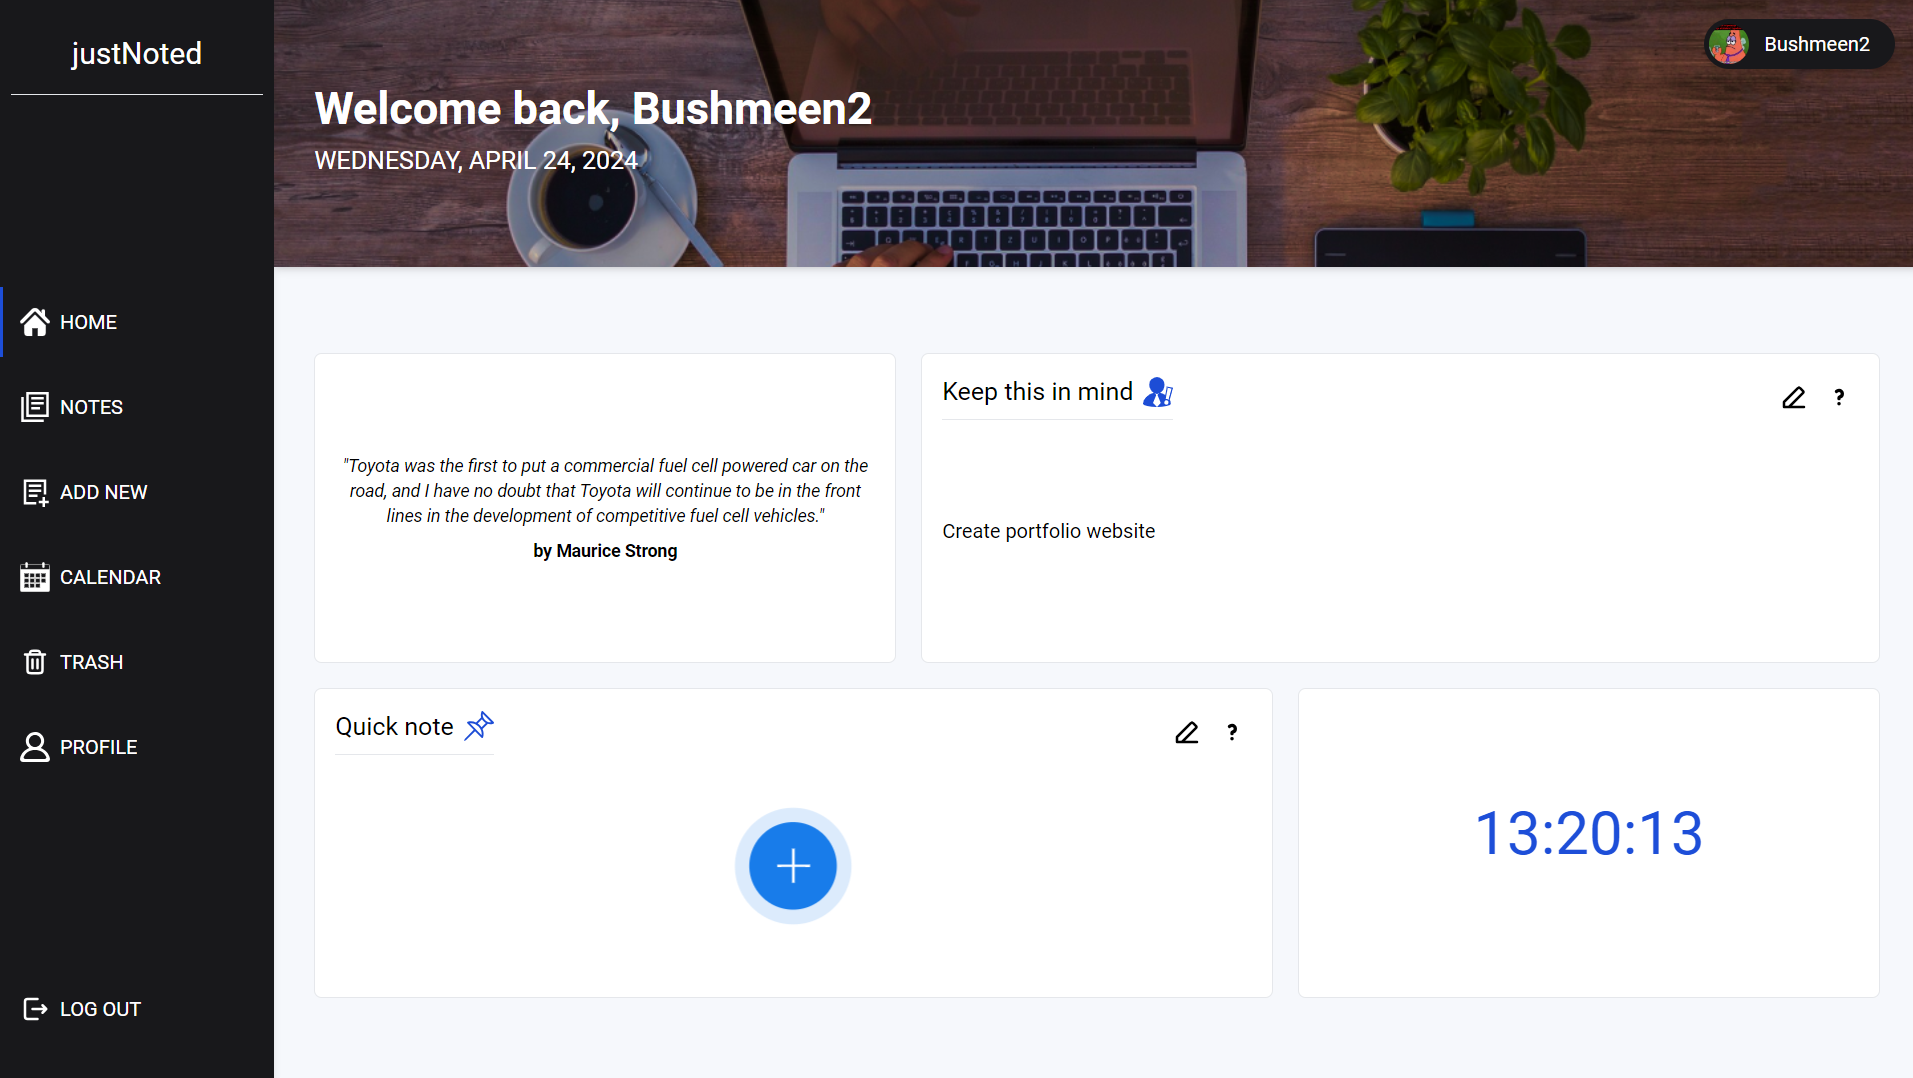 justNoted
Bushmeen2
Welcome back, Bushmeen2
WEDNESDAY, APRIL 24, 2024
HOME
NOTES
ADD NEW
CALENDAR
TRASH
PROFILE
LOG OUT
"Toyota was the first to put a commercial fuel cell powered car on the
road, and I have no doubt that Toyota will continue to be in the front
lines in the development of competitive fuel cell vehicles."
by Maurice Strong
Keep this in mind
?
Create portfolio website
Quick note
?
13:20:13